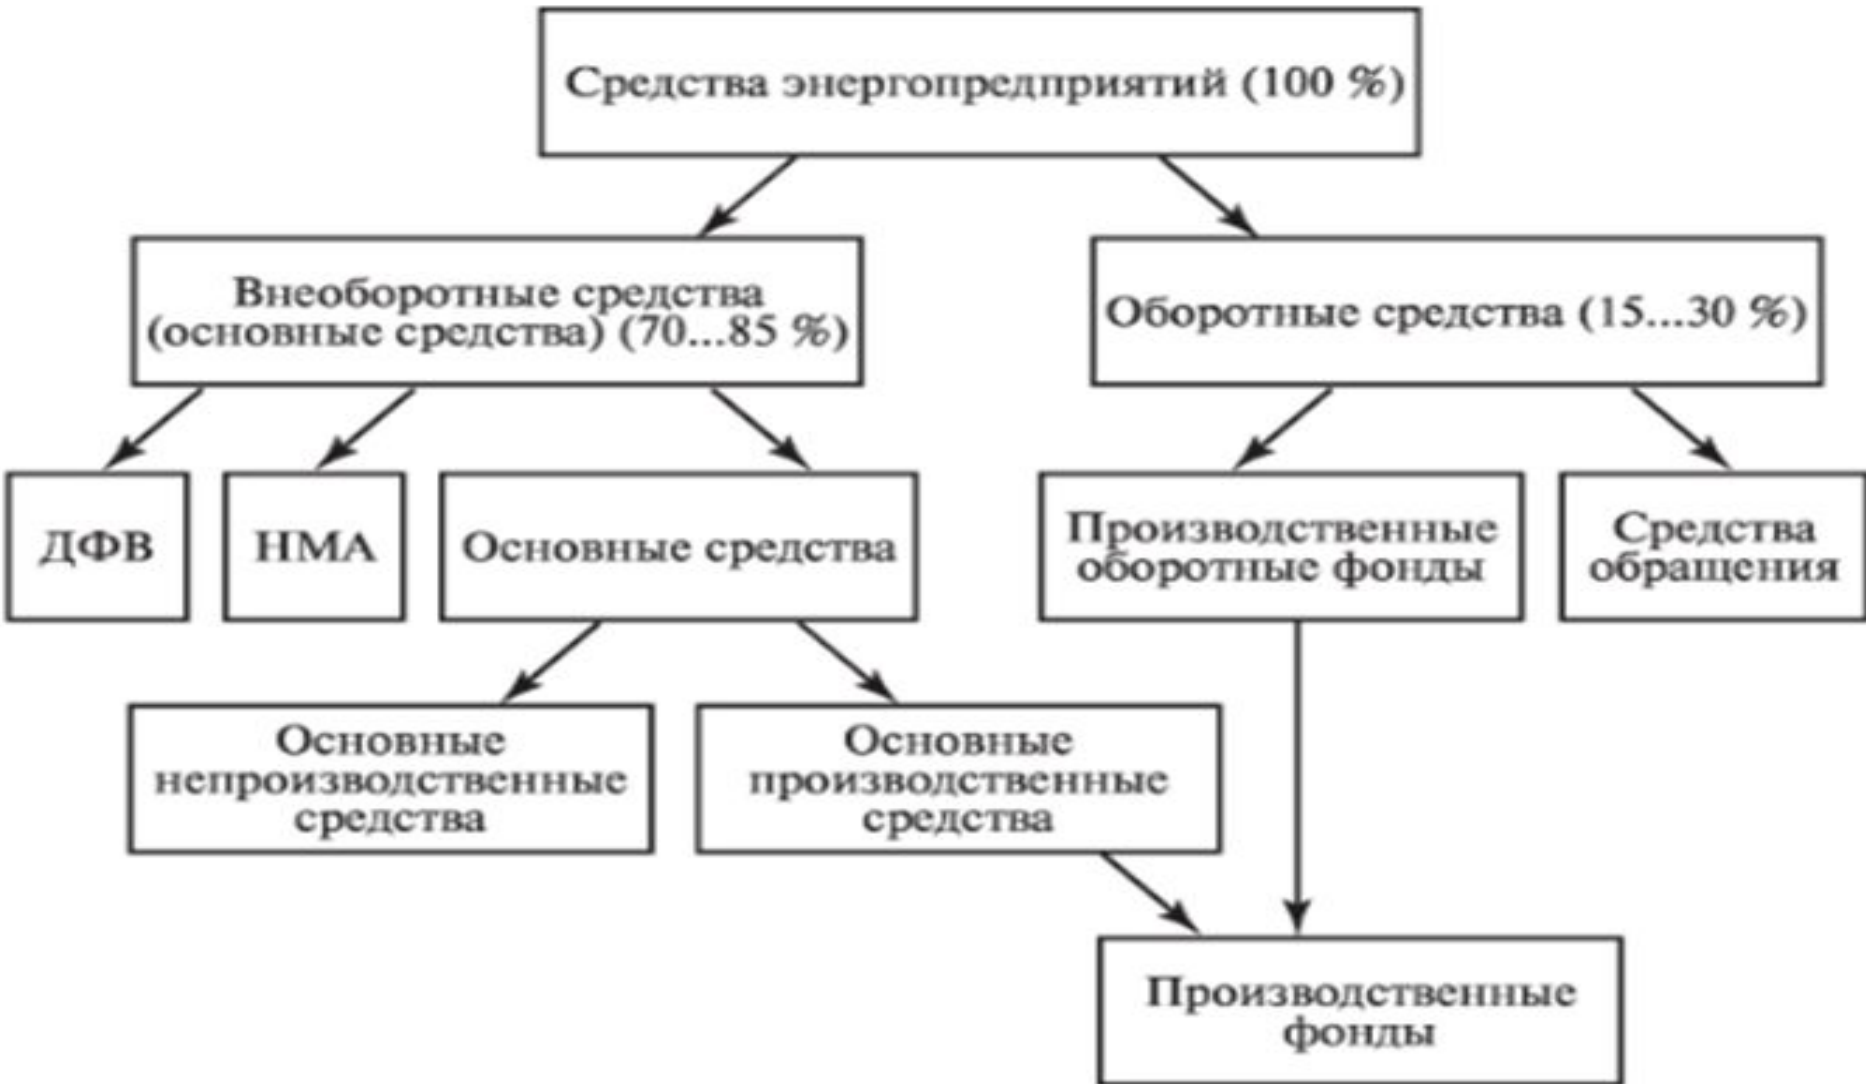 Средства энергопредприятий (100 %)
Внеоборотные средства
(основные средства) (70...85 %)
Оборотные средства (15...30 %)
ДФВ
НМА
Основные средства
Производственные
оборотные фонды
Средства
обращения
Основные
непроизводственные
средства
Основные
производственные
средства
Производственные
фонды